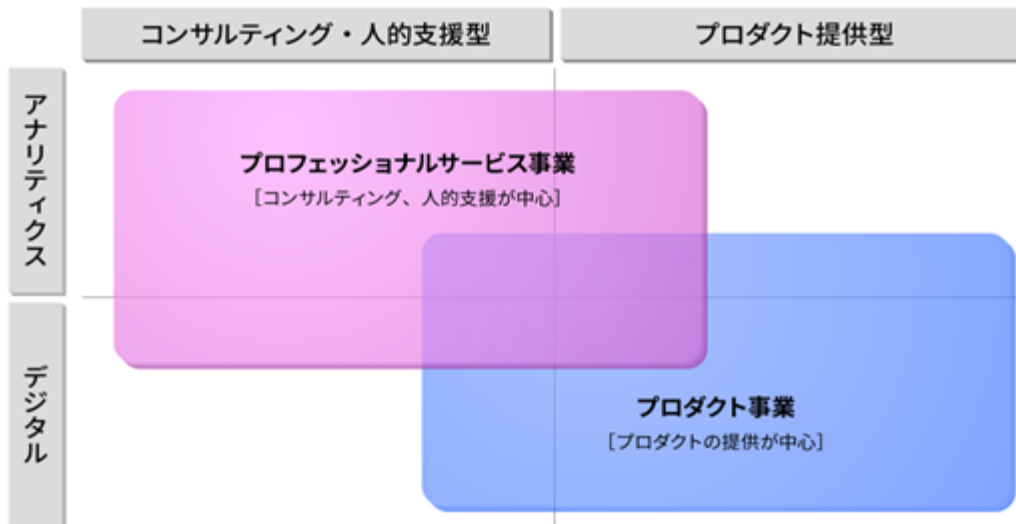 コンサルティング・人的支援型
プロダクト提供型
アナリティクス
プロフェッショナルサービス事業
［コンサルティング、人的支援が中心］
デジタル
プロダクト事業
［プロダクトの提供が中心］